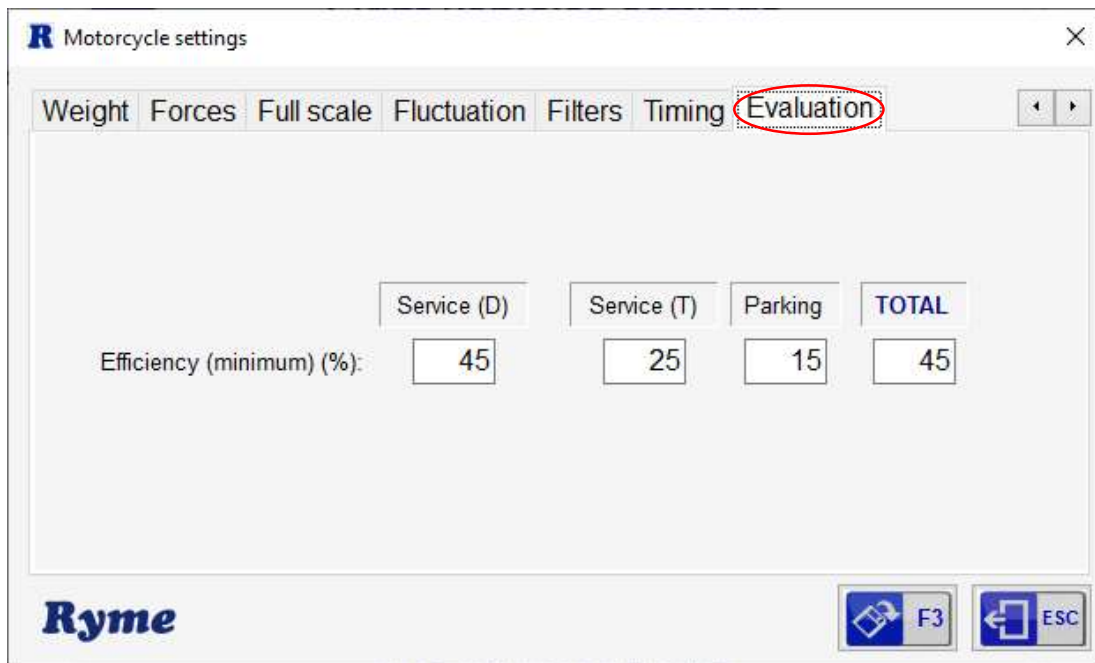 R Motorcycle settings
Weight Forces Full scale Fluctuation Filters Timing Evaluation
Service (D) Service (T) Parking TOTAL
Efficiency (minimum) (%): 45 25 15 45
Ryme F3 ESC